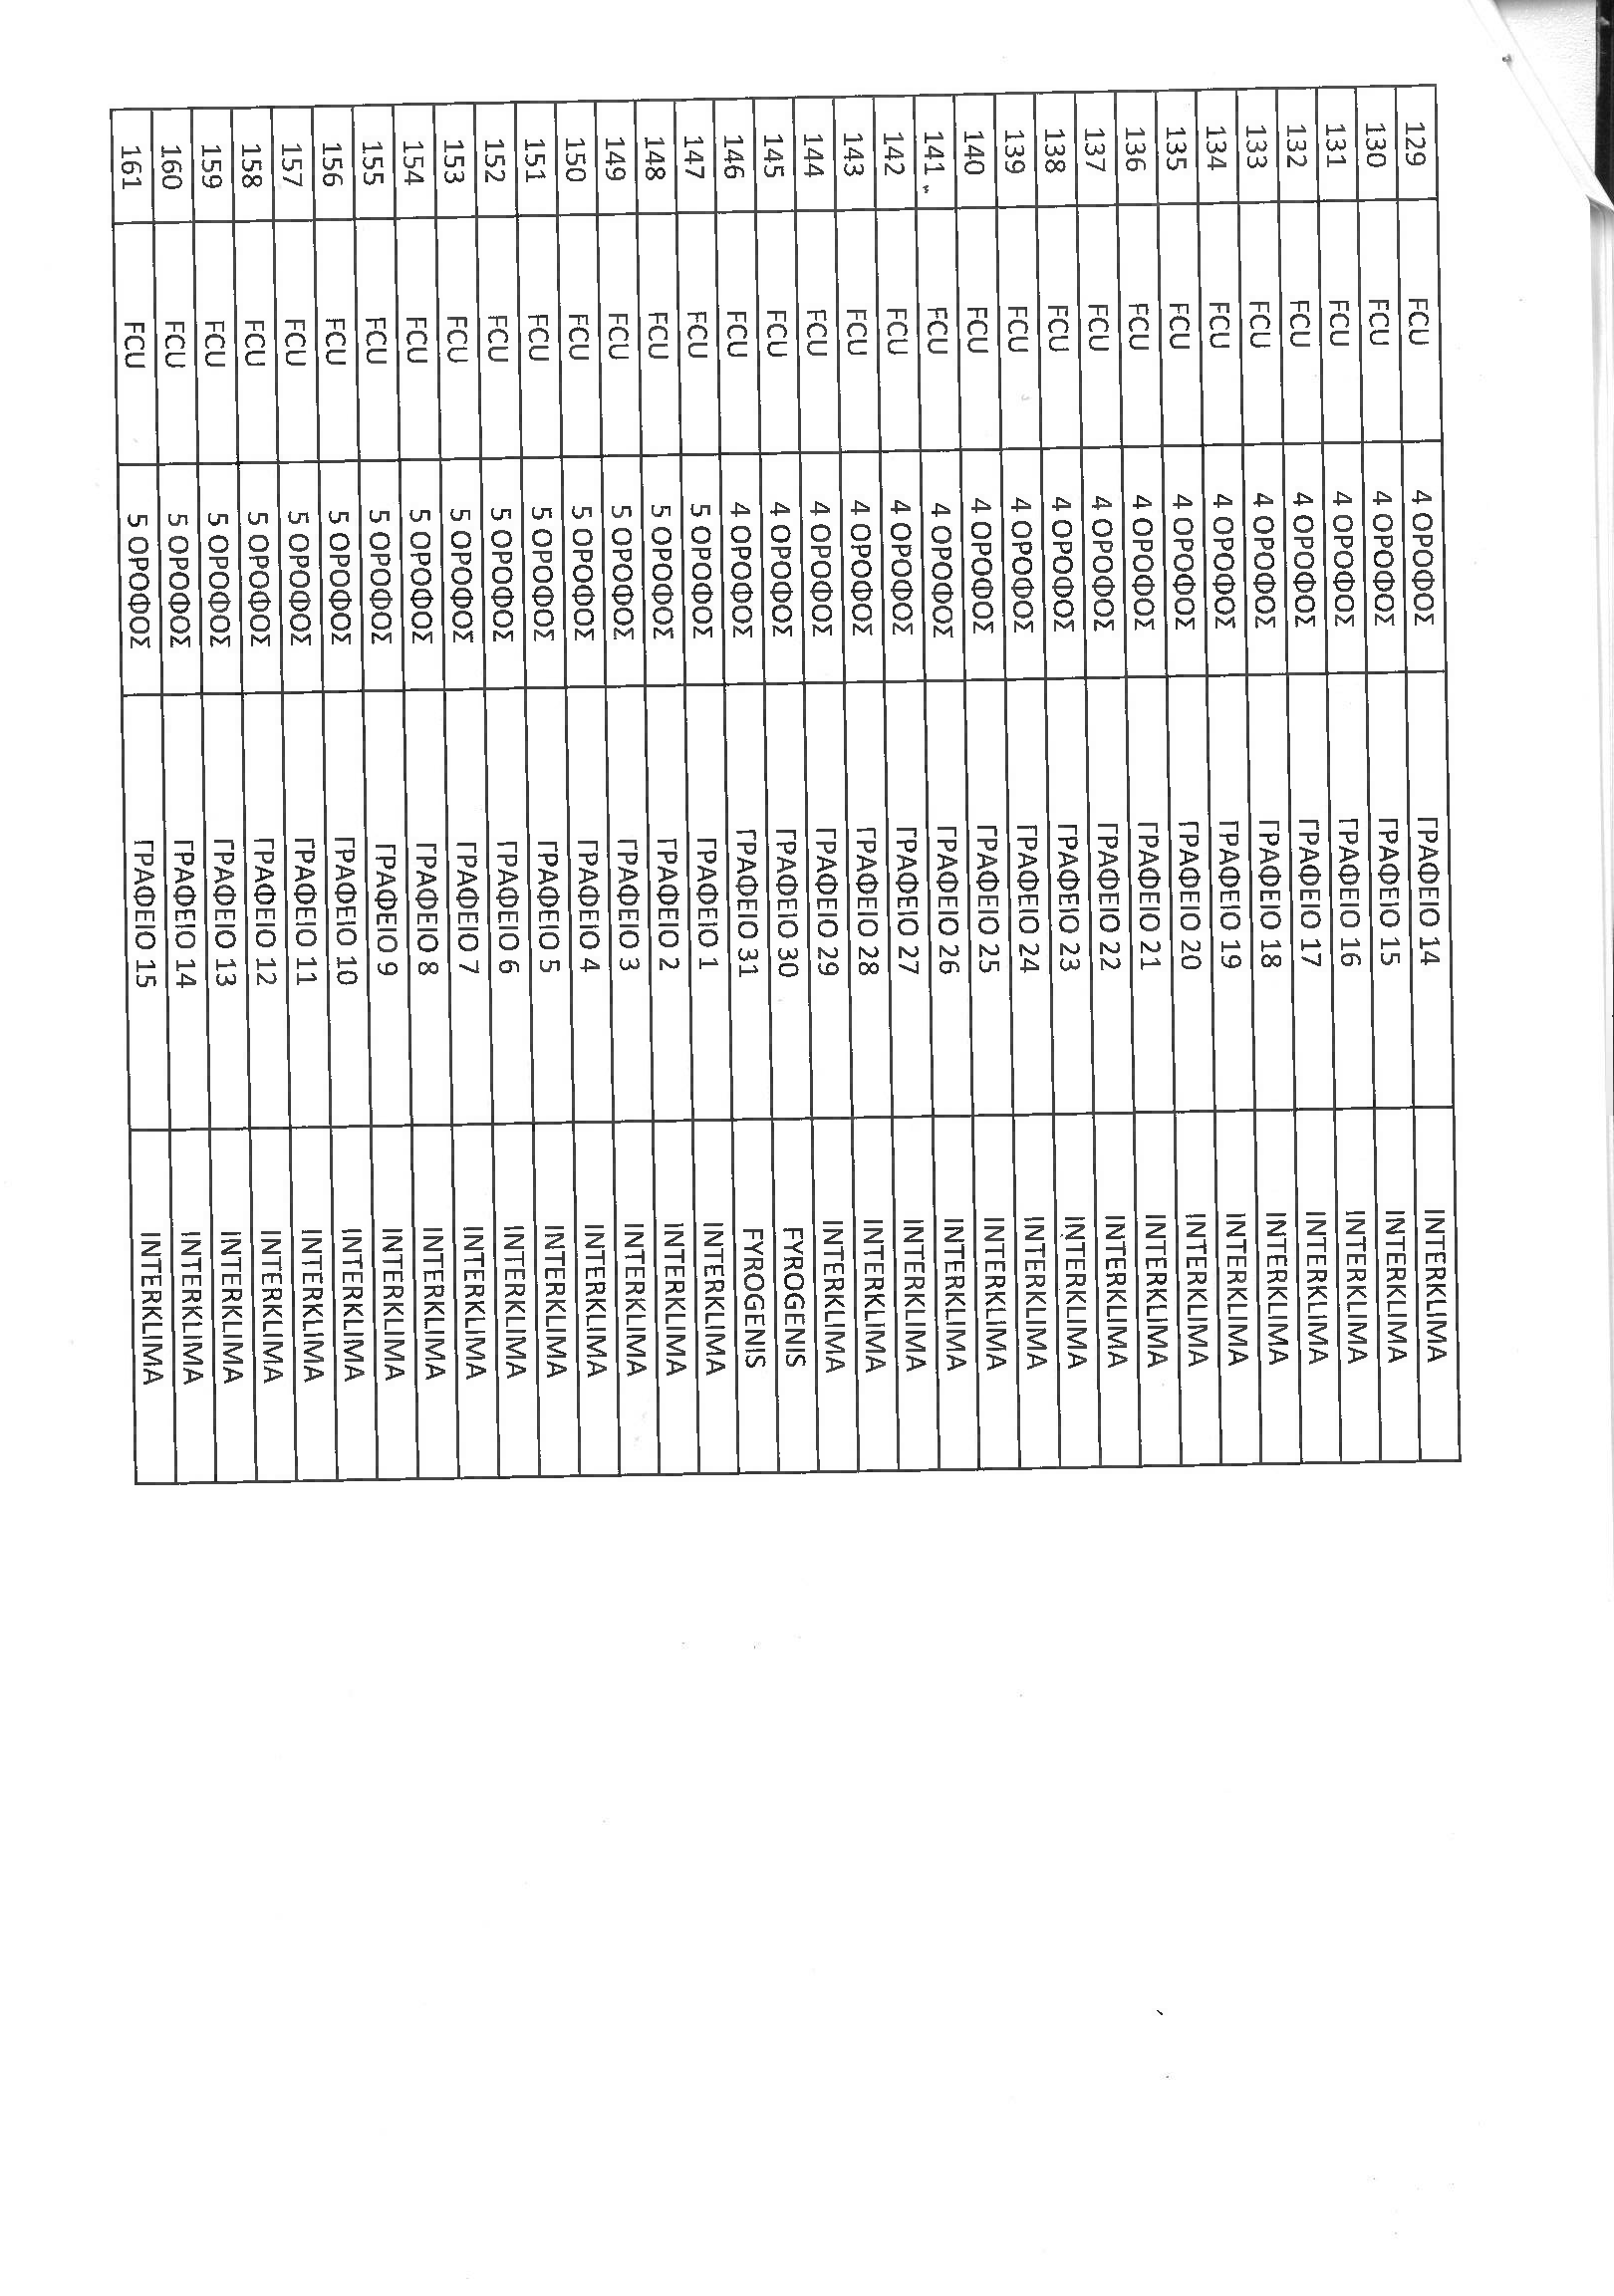 129 FCU 4 ΟΡΟΦΟΣ ΓΡΑΦΕΙΟ 14 INTERKLIMA
130 FCU 4 ΟΡΟΦΟΣ ΓΡΑΦΕΙΟ 15 INTERKLIMA
131 FCU 4 ΟΡΟΦΟΣ ΓΡΑΦΕΙΟ 16 INTERKLIMA
132 FCU 4 ΟΡΟΦΟΣ ΓΡΑΦΕΙΟ 17 INTERKLIMA
133 FCU 4 ΟΡΟΦΟΣ ΓΡΑΦΕΙΟ 18 INTERKLIMA
134 FCU 4 ΟΡΟΦΟΣ ΓΡΑΦΕΙΟ 19 INTERKLIMA
135 FCU 4 ΟΡΟΦΟΣ ΓΡΑΦΕΙΟ 20 INTERKLIMA
136 FCU 4 ΟΡΟΦΟΣ ΓΡΑΦΕΙΟ 21 INTERKLIMA
137 FCU 4 ΟΡΟΦΟΣ ΓΡΑΦΕΙΟ 22 INTERKLIMA
138 FCU 4 ΟΡΟΦΟΣ ΓΡΑΦΕΙΟ 23 INTERKLIMA
139 FCU 4 ΟΡΟΦΟΣ ΓΡΑΦΕΙΟ 24 INTERKLIMA
140 FCU 4 ΟΡΟΦΟΣ ΓΡΑΦΕΙΟ 25 INTERKLIMA
141 FCU 4 ΟΡΟΦΟΣ ΓΡΑΦΕΙΟ 26 INTERKLIMA
142 FCU 4 ΟΡΟΦΟΣ ΓΡΑΦΕΙΟ 27 INTERKLIMA
143 FCU 4 ΟΡΟΦΟΣ ΓΡΑΦΕΙΟ 28 INTERKLIMA
144 FCU 4 ΟΡΟΦΟΣ ΓΡΑΦΕΙΟ 29 INTERKLIMA
145 FCU 4 ΟΡΟΦΟΣ ΓΡΑΦΕΙΟ 30 FYROGENIS
146 FCU 4 ΟΡΟΦΟΣ ΓΡΑΦΕΙΟ 31 FYROGENIS
147 FCU 5 ΟΡΟΦΟΣ ΓΡΑΦΕΙΟ 1 INTERKLIMA
148 FCU 5 ΟΡΟΦΟΣ ΓΡΑΦΕΙΟ 2 INTERKLIMA
149 FCU 5 ΟΡΟΦΟΣ ΓΡΑΦΕΙΟ 3 INTERKLIMA
150 FCU 5 ΟΡΟΦΟΣ ΓΡΑΦΕΙΟ 4 INTERKLIMA
151 FCU 5 ΟΡΟΦΟΣ ΓΡΑΦΕΙΟ 5 INTERKLIMA
152 FCU 5 ΟΡΟΦΟΣ ΓΡΑΦΕΙΟ 6 INTERKLIMA
153 FCU 5 ΟΡΟΦΟΣ ΓΡΑΦΕΙΟ 7 INTERKLIMA
154 FCU 5 ΟΡΟΦΟΣ ΓΡΑΦΕΙΟ 8 INTERKLIMA
155 FCU 5 ΟΡΟΦΟΣ ΓΡΑΦΕΙΟ 9 INTERKLIMA
156 FCU 5 ΟΡΟΦΟΣ ΓΡΑΦΕΙΟ 10 INTERKLIMA
157 FCU 5 ΟΡΟΦΟΣ ΓΡΑΦΕΙΟ 11 INTERKLIMA
158 FCU 5 ΟΡΟΦΟΣ ΓΡΑΦΕΙΟ 12 INTERKLIMA
159 FCU 5 ΟΡΟΦΟΣ ΓΡΑΦΕΙΟ 13 INTERKLIMA
160 FCU 5 ΟΡΟΦΟΣ ΓΡΑΦΕΙΟ 14 INTERKLIMA
161 FCU 5 ΟΡΟΦΟΣ ΓΡΑΦΕΙΟ 15 INTERKLIMA